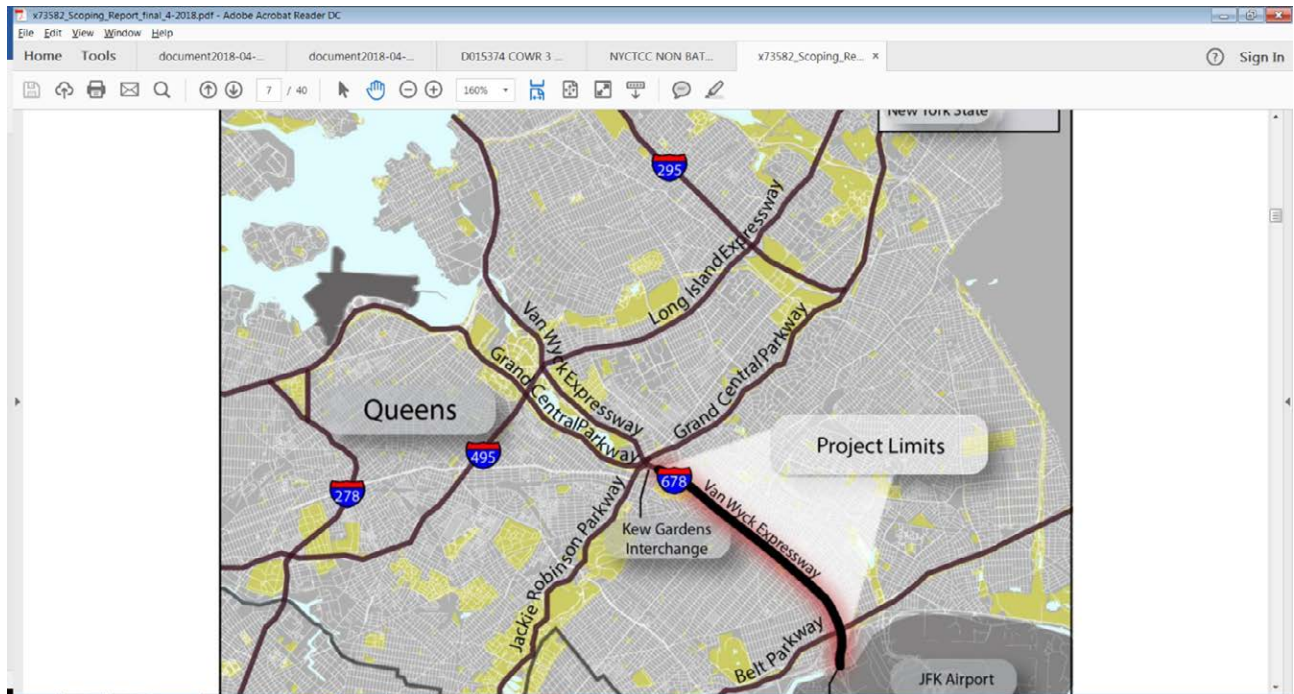 x73582_Scoping_Report_final_4-2018.pdf - Adobe Acrobat Reader DC
File Edit View Window Help
Home Tools document2018-04-... document2018-04-... D015374 COWR 3 ... NYCTCC NON BAT... x73582_Scoping_Re... × Sign In
7 / 40 160%
New York State
295
Long Island Expressway
Van Wyck Expressway
Grand Central Parkway
Grand CentralParkway
Queens
Project Limits
495
678
278
Van Wyck Expressway
Kew Gardens
Interchange
Jackie Robinson Parkway
Belt Parkway
JFK Airport